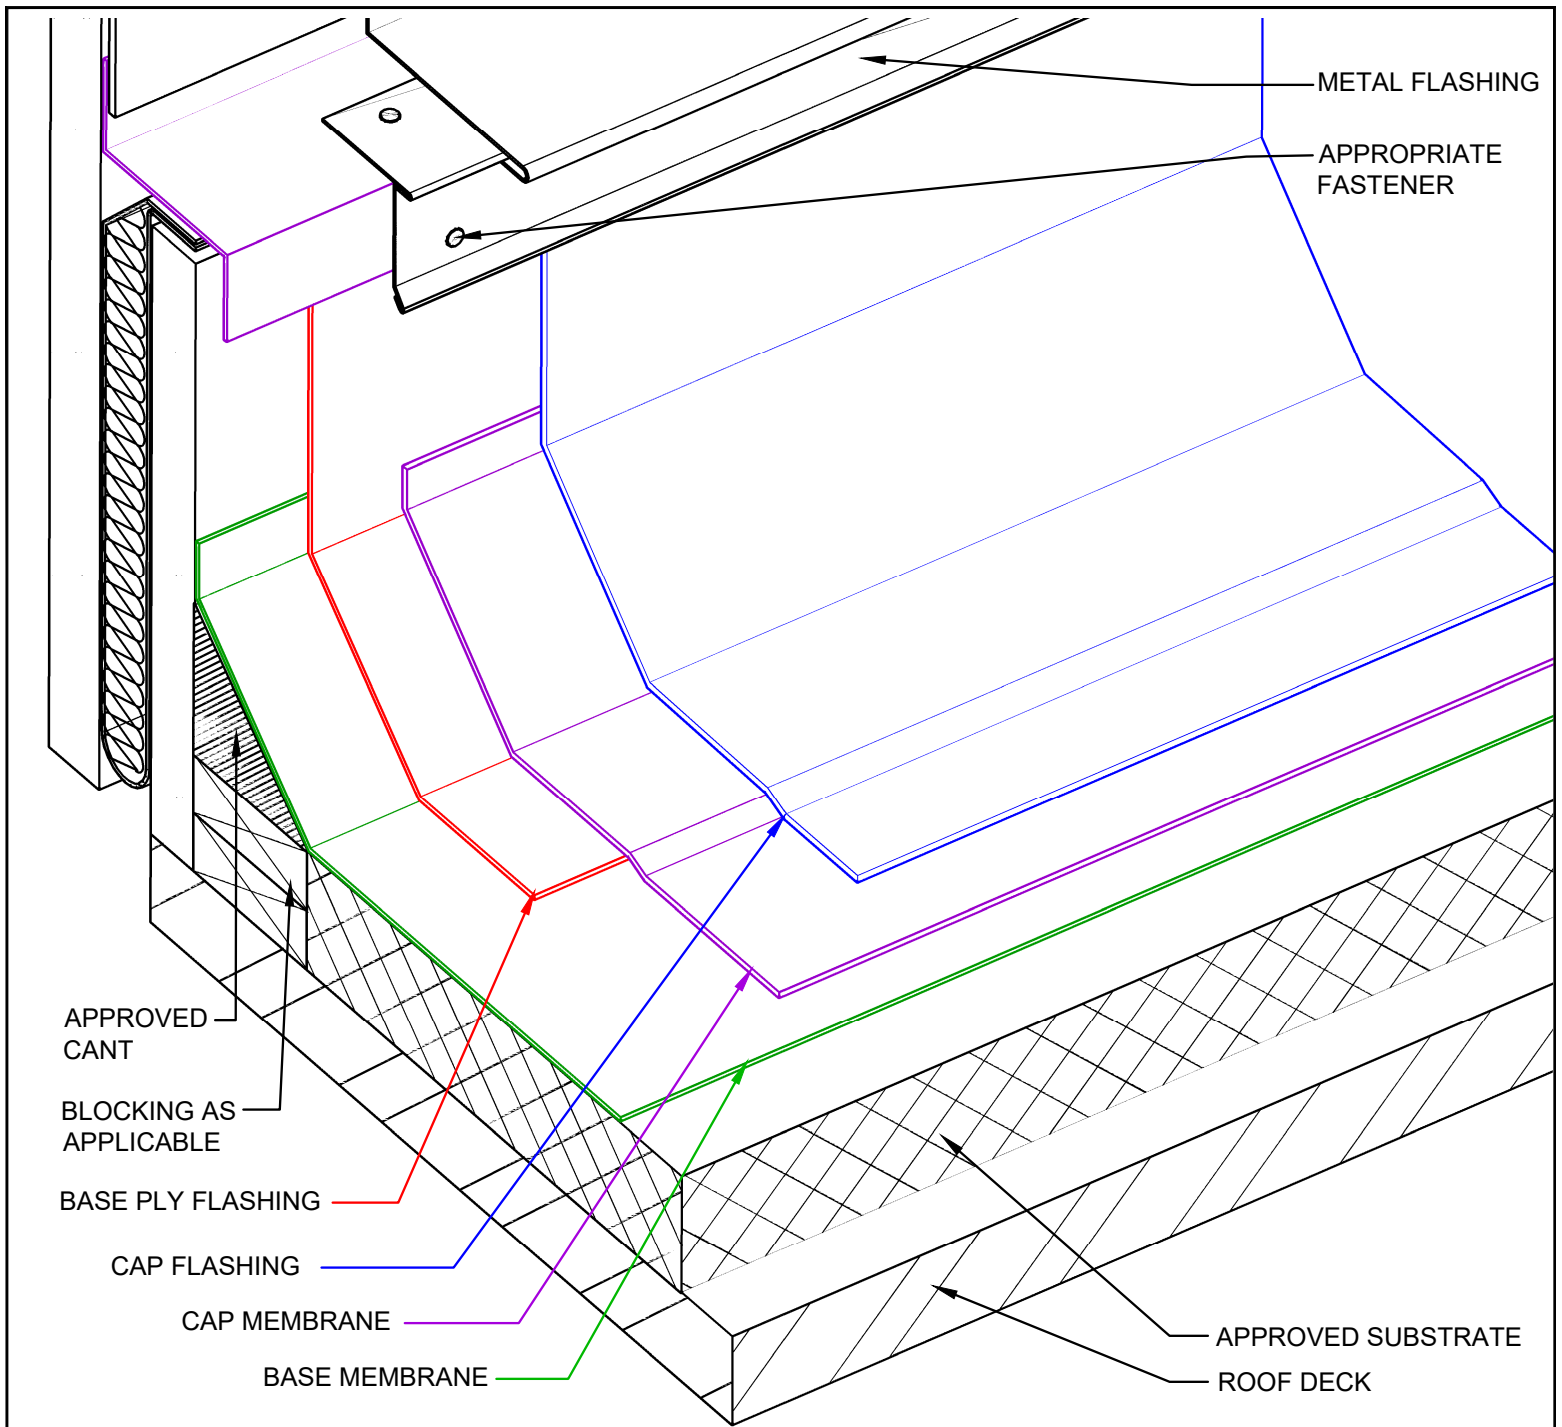 METAL FLASHING
APPROPRIATE
FASTENER
APPROVED
CANT
BLOCKING AS
APPLICABLE
BASE PLY FLASHING
CAP FLASHING
CAP MEMBRANE
BASE MEMBRANE
APPROVED SUBSTRATE
ROOF DECK